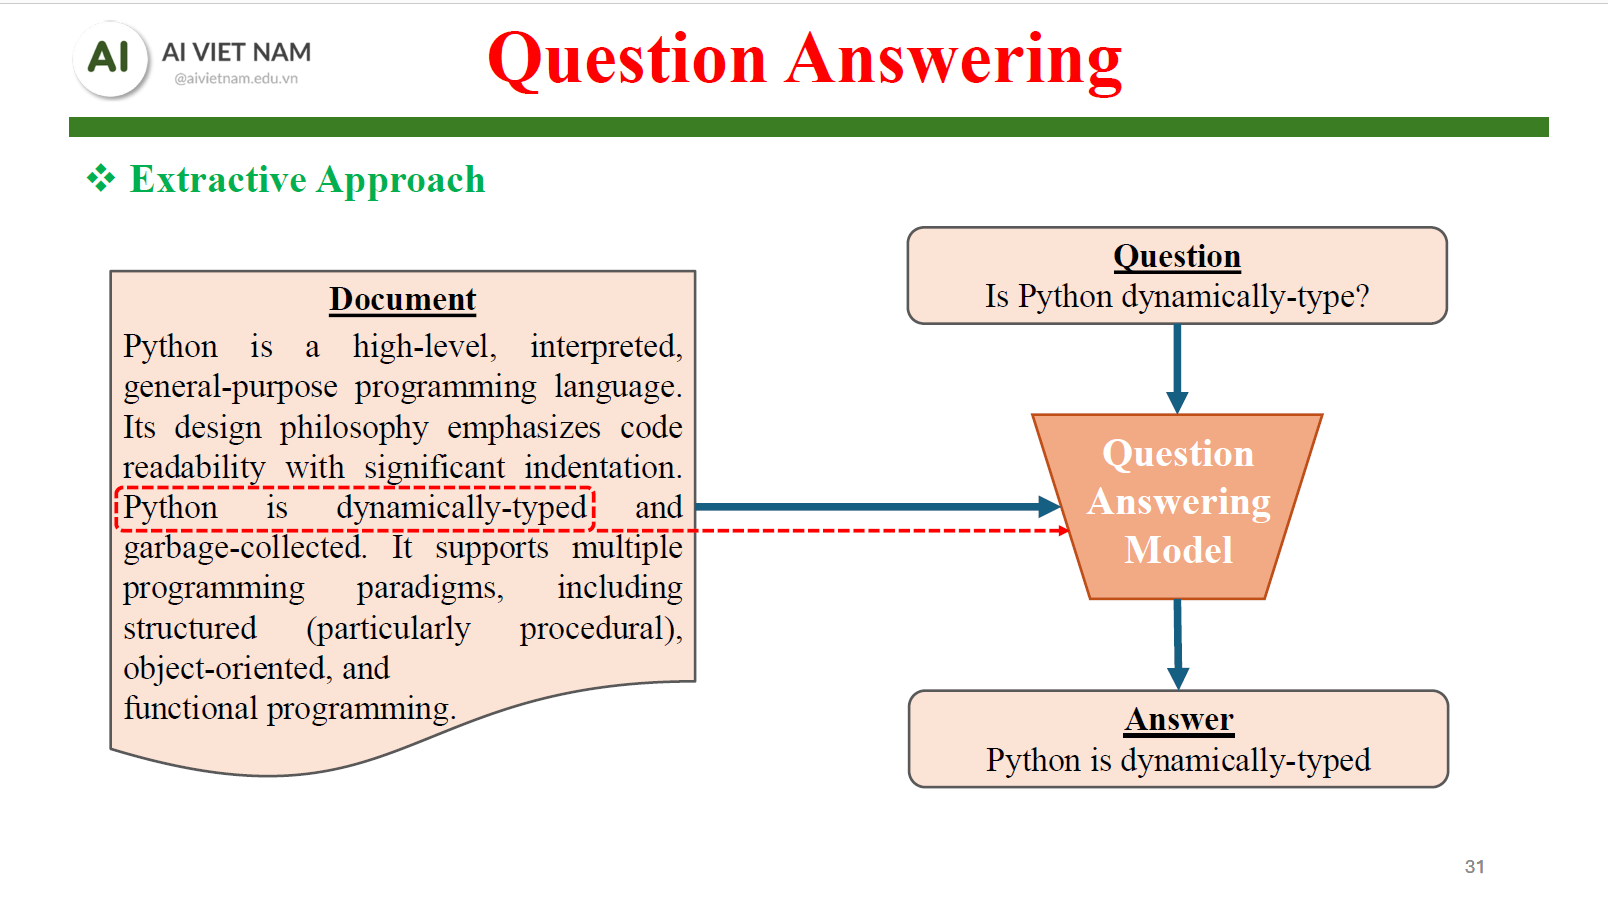 AI
AI VIET NAM
@aivietnam.edu.vn
Question Answering
Extractive Approach
Document
Python is a high-level, interpreted,
general-purpose programming language.
Its design philosophy emphasizes code
readability with significant indentation.
Python is dynamically-typed and
garbage-collected. It supports multiple
programming paradigms, including
structured (particularly procedural),
object-oriented, and
functional programming.
Question
Is Python dynamically-type?
Question
Answering
Model
Answer
Python is dynamically-typed
31